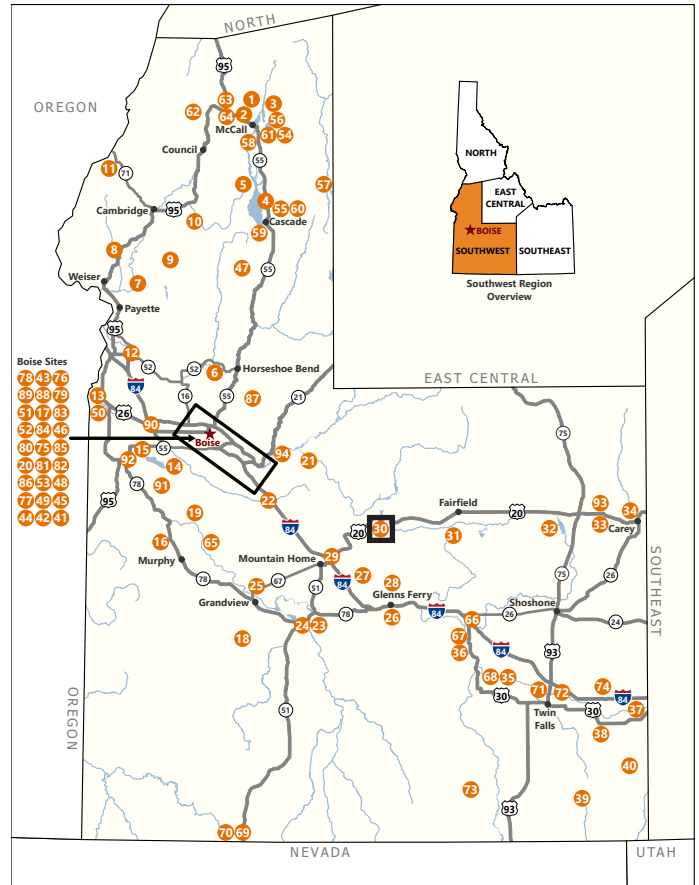 NORTH
95
OREGON
63
1
3
62
64
2
56
McCall
61
54
Council
58
55
11
71
5
57
4
55
60
Cambridge
95
10
Cascade
59
8
9
47
55
Weiser
7
Payette
95
12
52
52
6
Horseshoe Bend
84
16
55
87
21
13
50
26
90
Boise
15
55
94
21
92
14
78
91
95
22
19
84
16
65
Murphy
78
Mountain Home
29
20
30
Fairfield
20
31
32
93
33
34
Carey
67
25
Grandview
51
84
27
28
Glenns Ferry
26
78
24
23
18
84
66
26
Shoshone
75
75
26
24
67
36
84
93
68
35
30
71
72
74
84
30
37
Twin
Falls
38
40
39
73
93
51
70
69
Boise Sites
78 43 76
89 88 79
51 17 83
52 84 46
80 75 85
20 81 82
86 53 48
77 49 45
44 42 41
EAST CENTRAL
SOUTHEAST
OREGON
NEVADA
UTAH
NORTH
EAST
CENTRAL
BOISE
SOUTHWEST
SOUTHEAST
Southwest Region
Overview